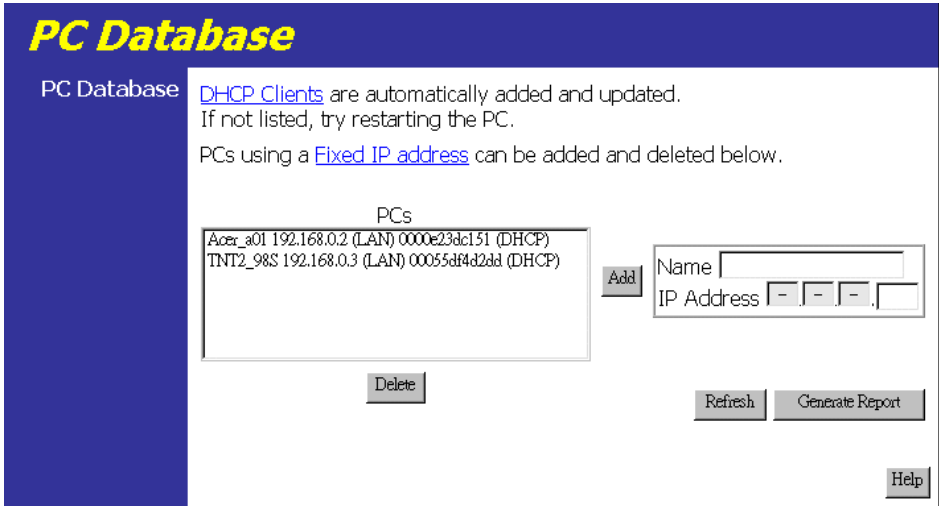 PC Database
PC Database
DHCP Clients are automatically added and updated.
If not listed, try restarting the PC.
PCs using a Fixed IP address can be added and deleted below.
PCs
Acer_a01 192.168.0.2 (LAN) 0000e23dc151 (DHCP)
TNT2_98S 192.168.0.3 (LAN) 00055df4d2dd (DHCP)
Add
Name
IP Address - . - . - .
Delete
Refresh
Generate Report
Help